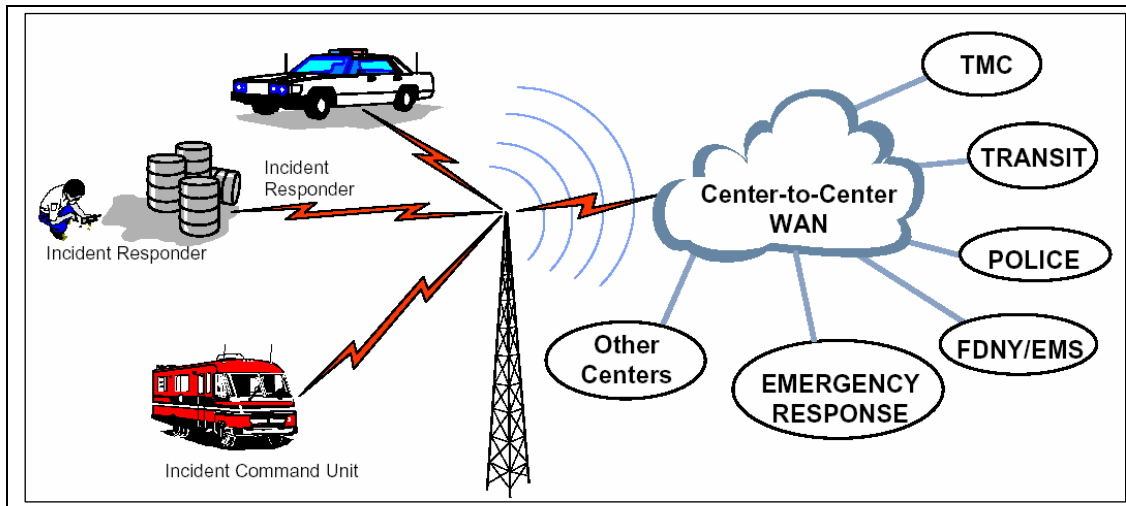 Incident
Responder
Incident Responder
Incident Command Unit
Center-to-Center
WAN
TMC
TRANSIT
POLICE
FDNY/EMS
EMERGENCY
RESPONSE
Other
Centers